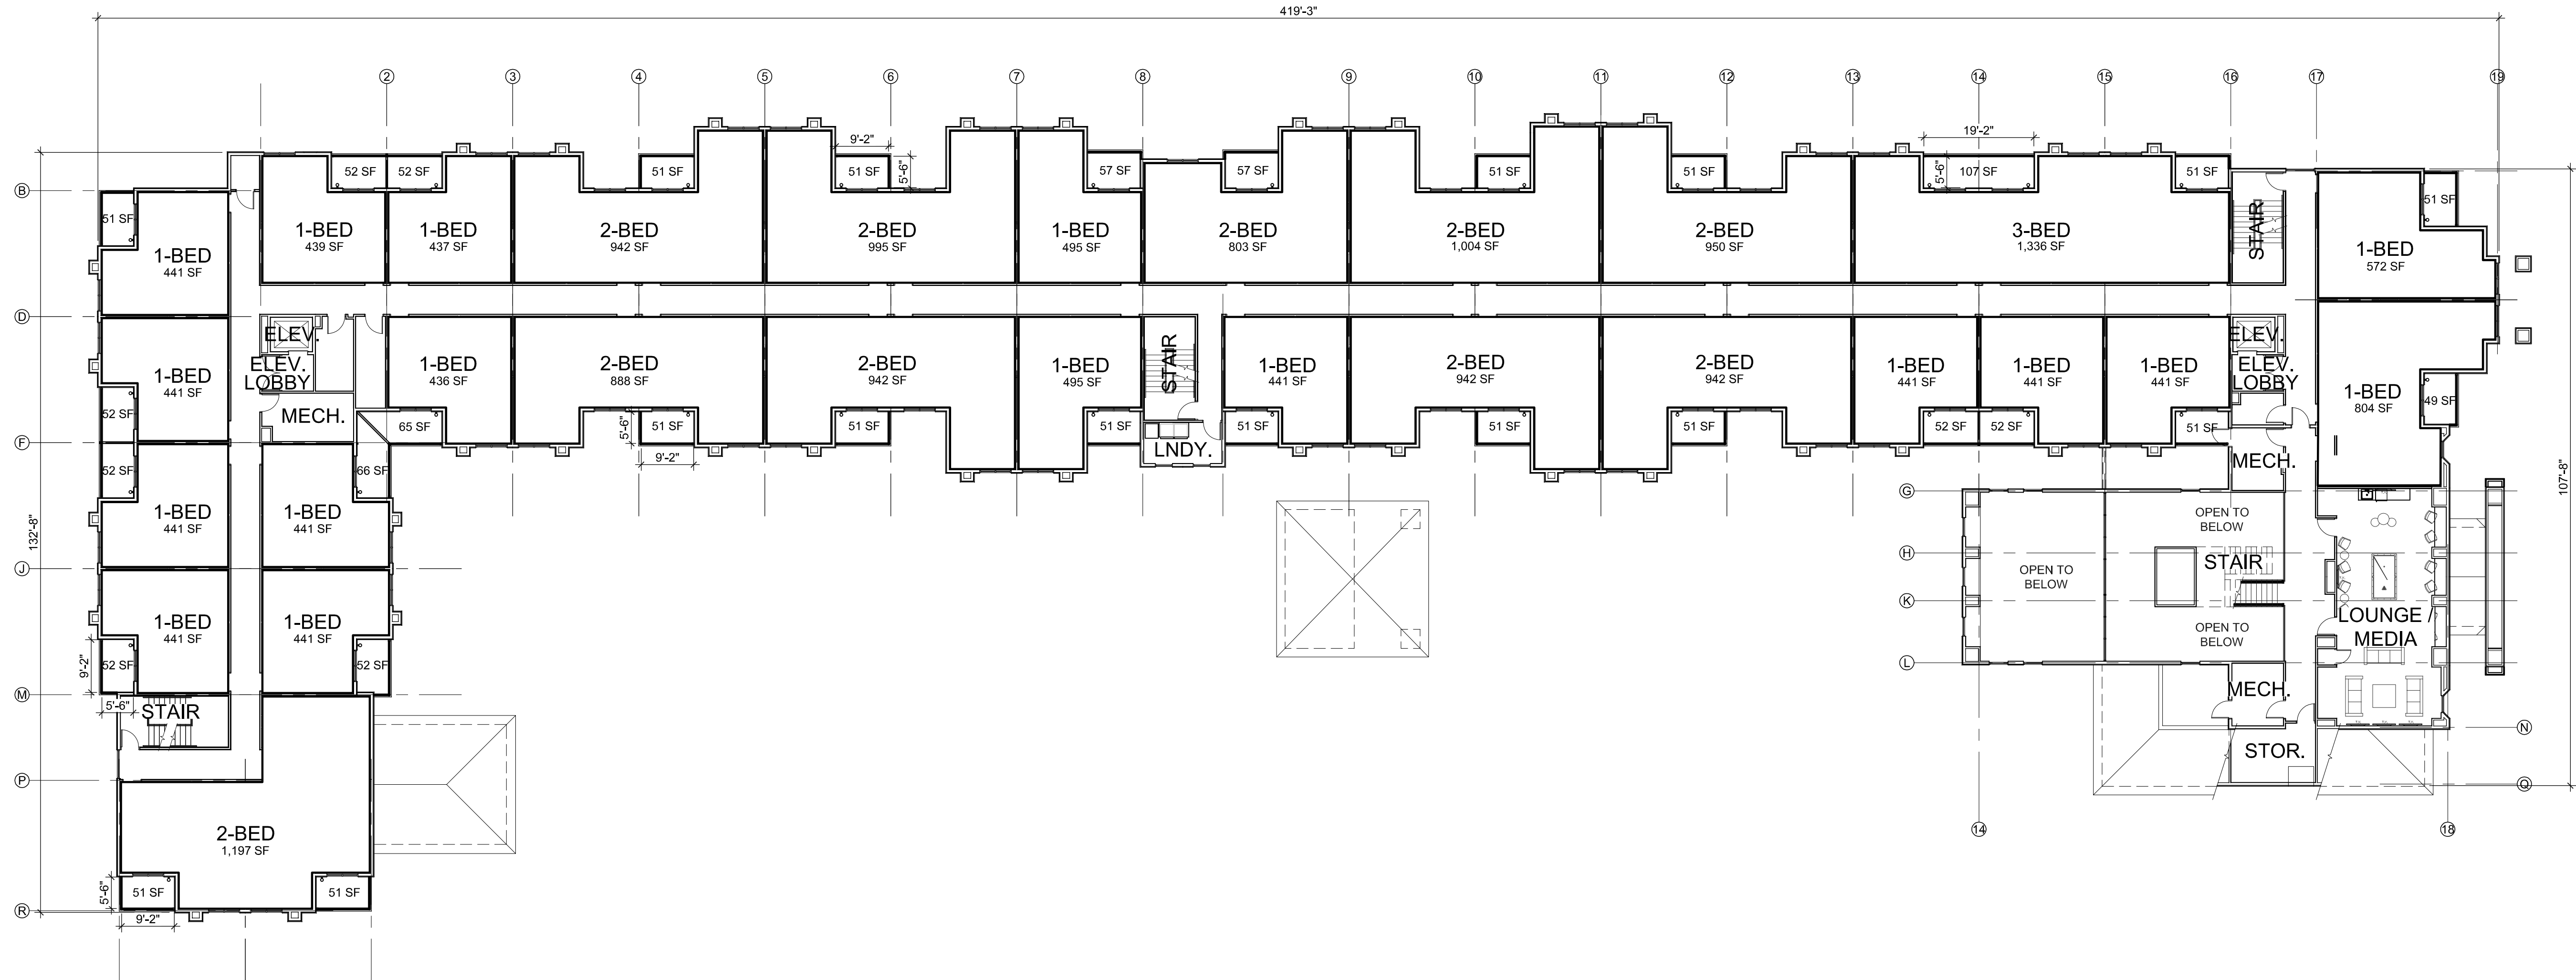 419'-3"
2
3
4
5
6
7
8
9
10
11
12
13
14
15
16
17
19
9'-2"
5'-6"
19'-2"
5'-6"
52 SF
52 SF
51 SF
51 SF
57 SF
57 SF
51 SF
51 SF
107 SF
51 SF
B
51 SF
51 SF
STAIR
1-BED
439 SF
1-BED
437 SF
2-BED
942 SF
2-BED
995 SF
1-BED
495 SF
2-BED
803 SF
2-BED
1,004 SF
2-BED
950 SF
3-BED
1,336 SF
1-BED
441 SF
1-BED
572 SF
D
ELEV.
ELEV.
LOBBY
MECH.
1-BED
441 SF
1-BED
436 SF
2-BED
888 SF
2-BED
942 SF
1-BED
495 SF
STAIR
1-BED
441 SF
2-BED
942 SF
2-BED
942 SF
1-BED
441 SF
1-BED
441 SF
1-BED
441 SF
ELEV.
ELEV.
LOBBY
1-BED
804 SF
49 SF
52 SF
65 SF
5'-6"
51 SF
9'-2"
51 SF
51 SF
LNDY.
51 SF
51 SF
51 SF
52 SF
52 SF
51 SF
F
52 SF
66 SF
MECH.
132'-8"
107'-8"
1-BED
441 SF
1-BED
441 SF
G
H
K
L
OPEN TO
BELOW
OPEN TO
BELOW
STAIR
OPEN TO
BELOW
LOUNGE /
MEDIA
J
1-BED
441 SF
1-BED
441 SF
9'-2"
52 SF
52 SF
M
5'-6"
STAIR
MECH.
STOR.
N
P
Q
2-BED
1,197 SF
14
18
5'-6"
51 SF
51 SF
R
9'-2"